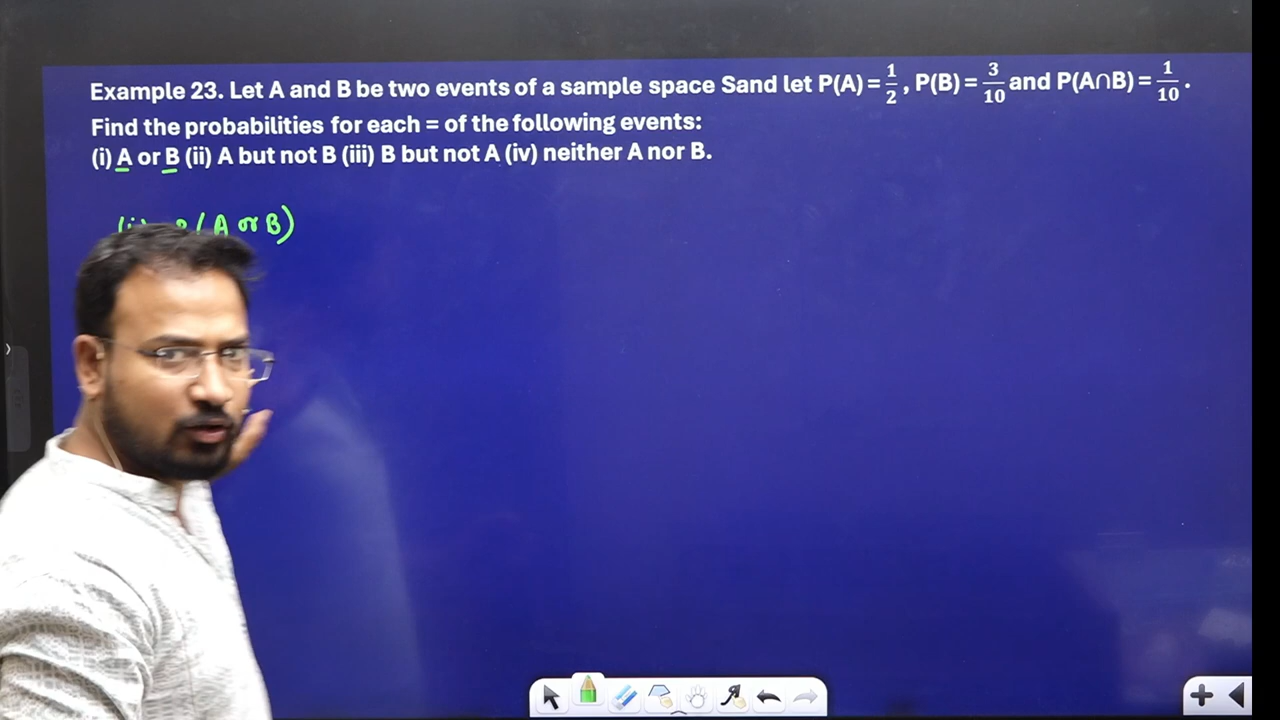 Example 23. Let A and B be two events of a sample space Sand let P(A)=1/2, P(B)=3/10 and P(A∩B)=1/10.
Find the probabilities for each = of the following events:
(i) A or B (ii) A but not B (iii) B but not A (iv) neither A nor B.
(A or B)